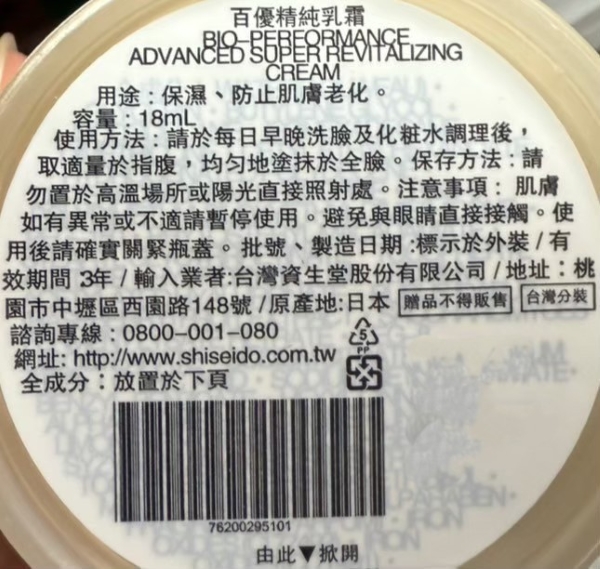 百優精純乳霜
BIO-PERFORMANCE
ADVANCED SUPER REVITALIZING
CREAM
用途:保濕、防止肌膚老化。
容量:18mL
使用方法:請於每日早晚洗臉及化粧水調理後,
取適量於指腹,均勻地塗抹於全臉。保存方法:請
勿置於高溫場所或陽光直接照射處。注意事項:肌膚
如有異常或不適請暫停使用。避免與眼睛直接接觸。使
用後請確實關緊瓶蓋。批號、製造日期:標示於外裝/有
效期間 3年/輸入業者:台灣資生堂股份有限公司/地址:桃
園市中壢區西園路148號/原產地:日本 贈品不得販售 台灣分裝
諮詢專線:0800-001-080
網址: http://www.shiseido.com.tw
5
PP
全成分:放置於下頁
76200295101
由此▼掀開